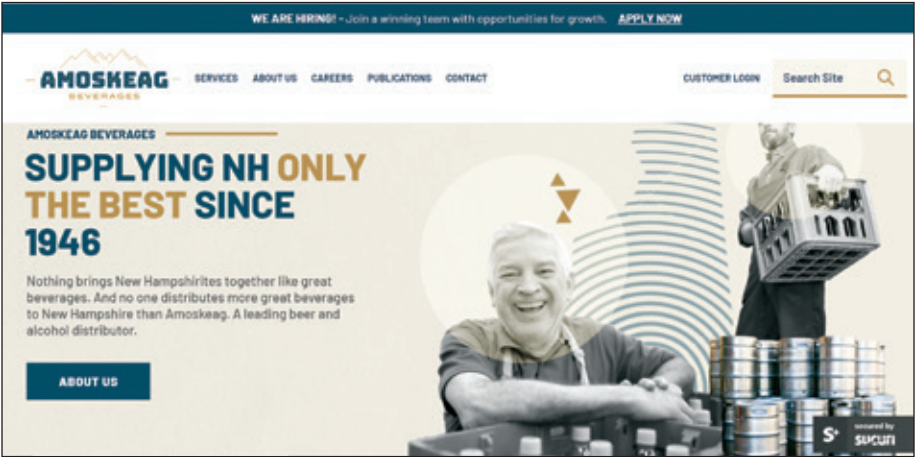 WE ARE HIRING! - Join a winning team with opportunities for growth. APPLY NOW
AMOSKEAG
BEVERAGES
SERVICES ABOUT US CAREERS PUBLICATIONS CONTACT
CUSTOMER LOGIN
Search Site
AMOSKEAG BEVERAGES
SUPPLYING NH ONLY
THE BEST SINCE
1946
Nothing brings New Hampshirites together like great
beverages. And no one distributes more great beverages
to New Hampshire than Amoskeag. A leading beer and
alcohol distributor.
ABOUT US
S+
secured by
sucuri